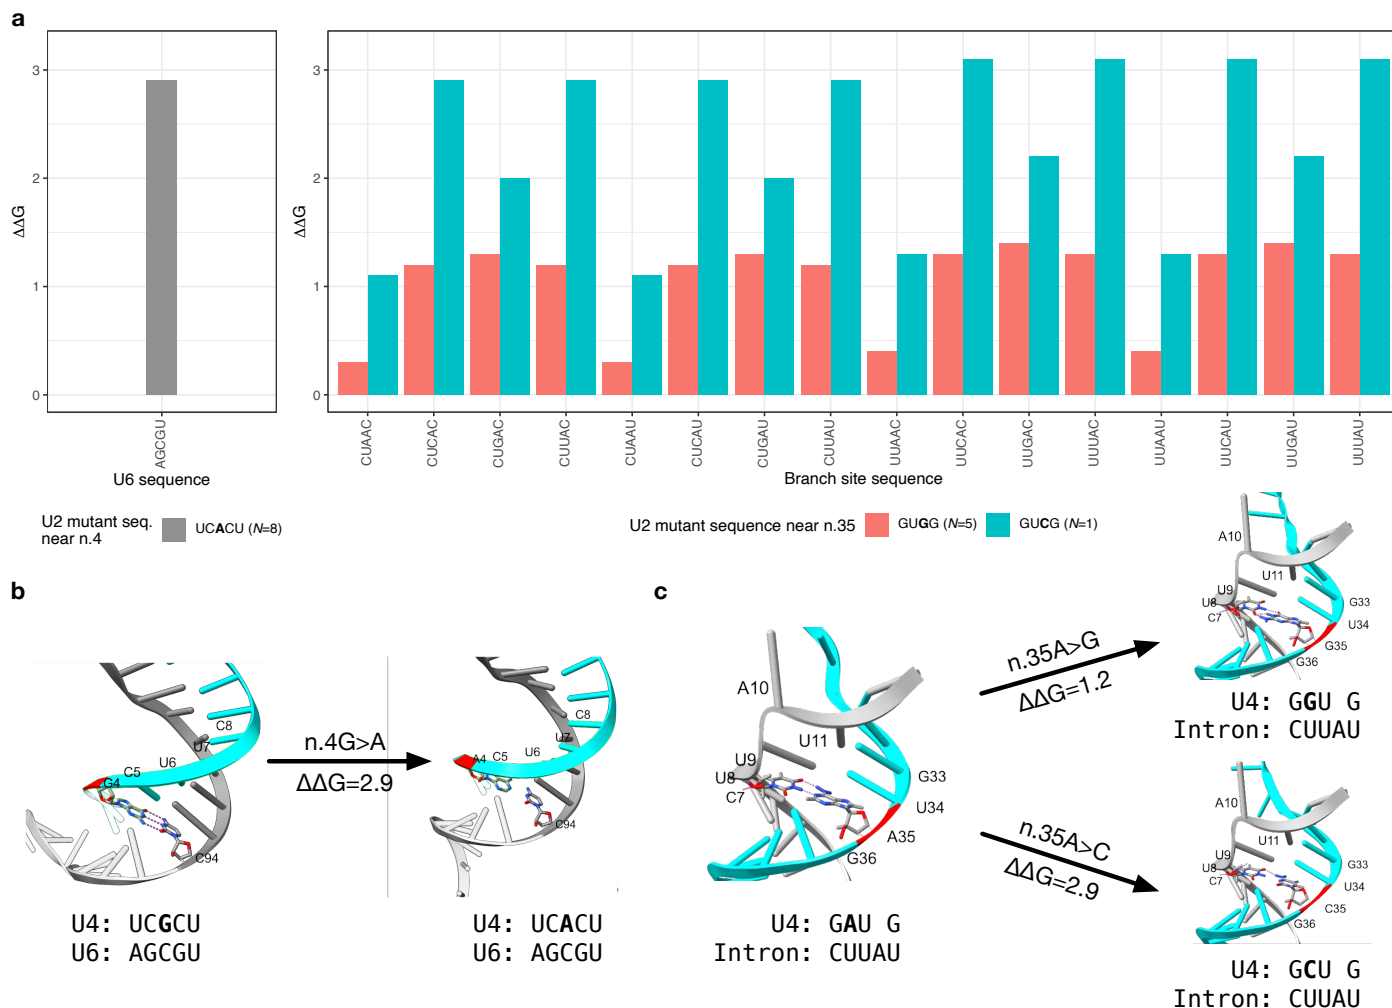 a
3
2
1
0
ΔΔG
AGCGU
U6 sequence
U2 mutant seq.
near n.4
UCACU (N=8)
3
2
1
0
ΔΔG
CUAAC
CUCAC
CUGAC
CUUAC
CUAAU
CUCAU
CUGAU
CUUAU
UUAAC
UUCAC
UUGAC
UUUAC
UUAAU
UUCAU
UUGAU
UUUAU
Branch site sequence
U2 mutant sequence near n.35
GUGG (N=5)
GUCG (N=1)
b
C8
U7
U6
C5
G4
C94
U4: UCGCU
U6: AGCGU
n.4G>A
ΔΔG=2.9
C8
U7
U6
C5
A4
C94
U4: UCACU
U6: AGCGU
c
A10
U11
U9
U8
C7
G33
U34
A35
G36
U4: GAU G
Intron: CUUAU
n.35A>G
ΔΔG=1.2
A10
U11
U9
U8
C7
G33
U34
G35
G36
U4: GGU G
Intron: CUUAU
n.35A>C
ΔΔG=2.9
A10
U11
U9
U8
C7
G33
U34
C35
G36
U4: GCU G
Intron: CUUAU